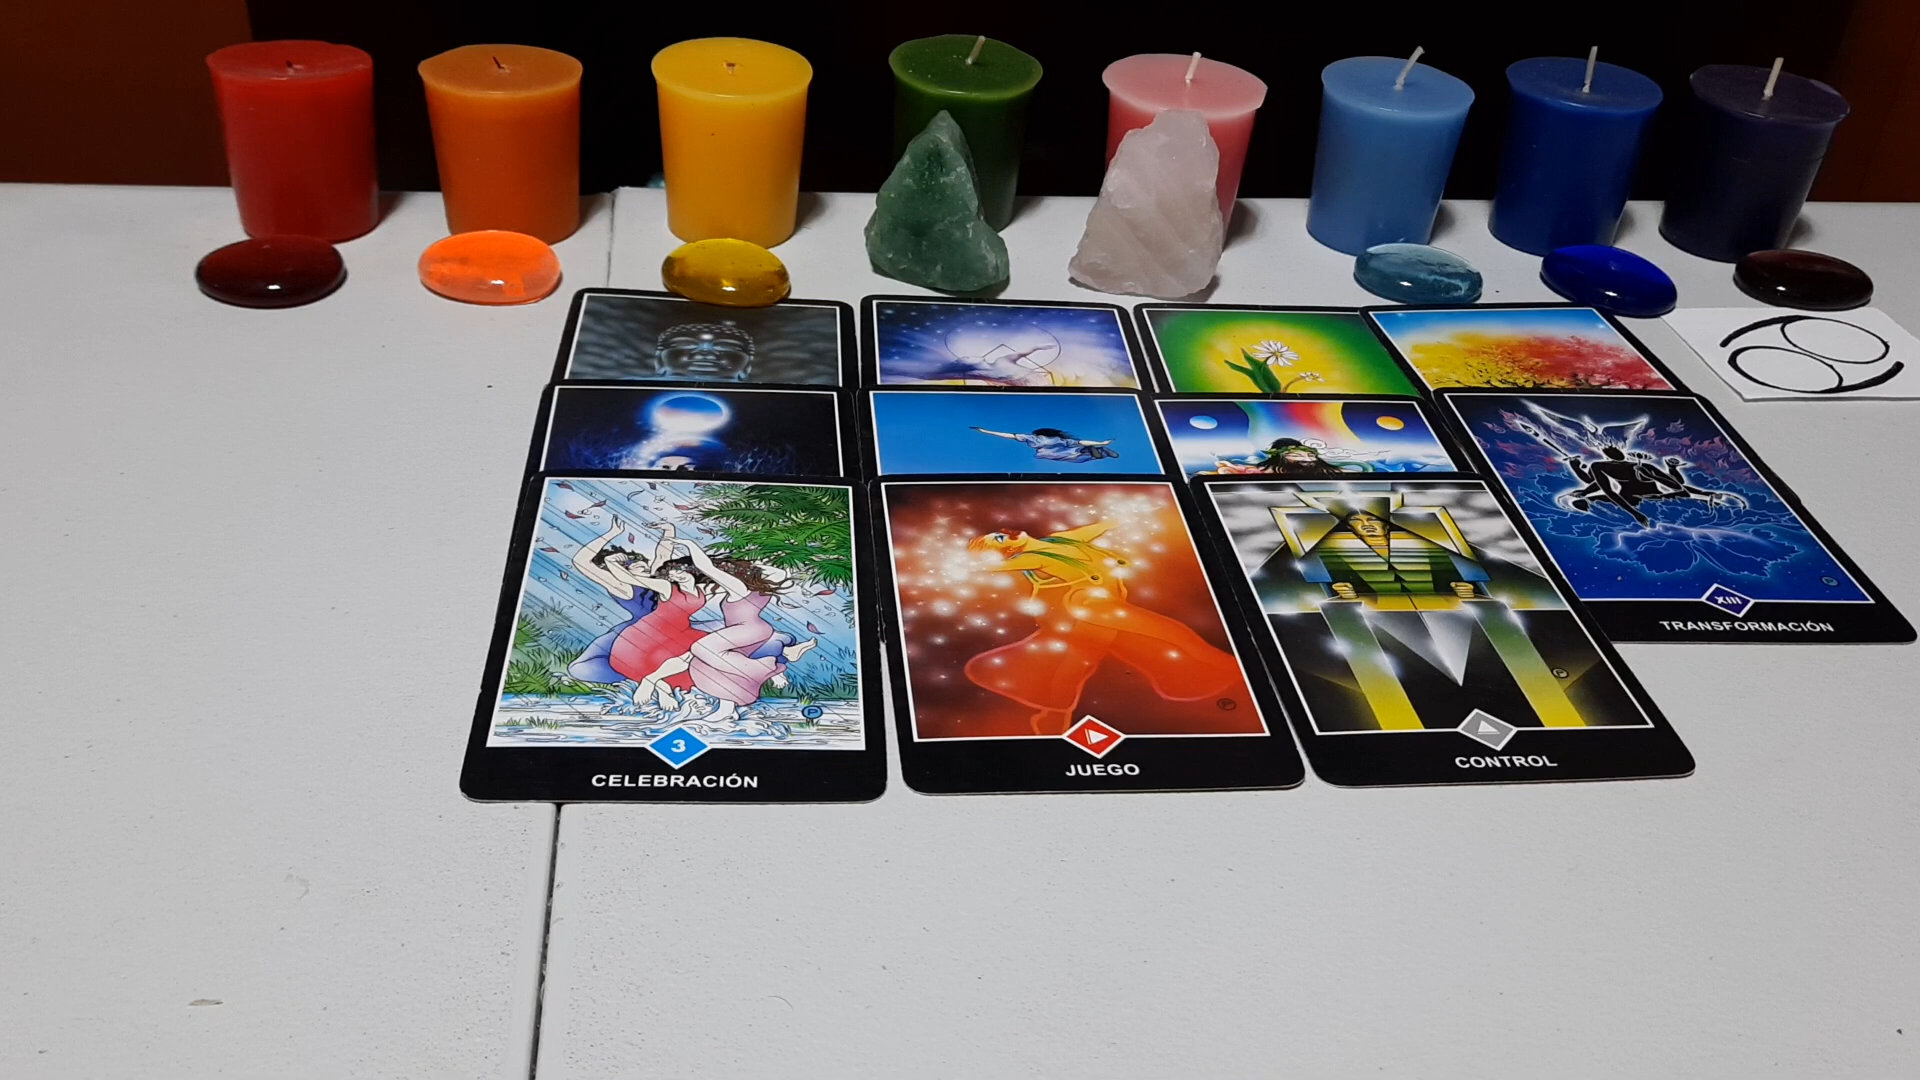 XIII
TRANSFORMACIÓN
3
CELEBRACIÓN
JUEGO
CONTROL